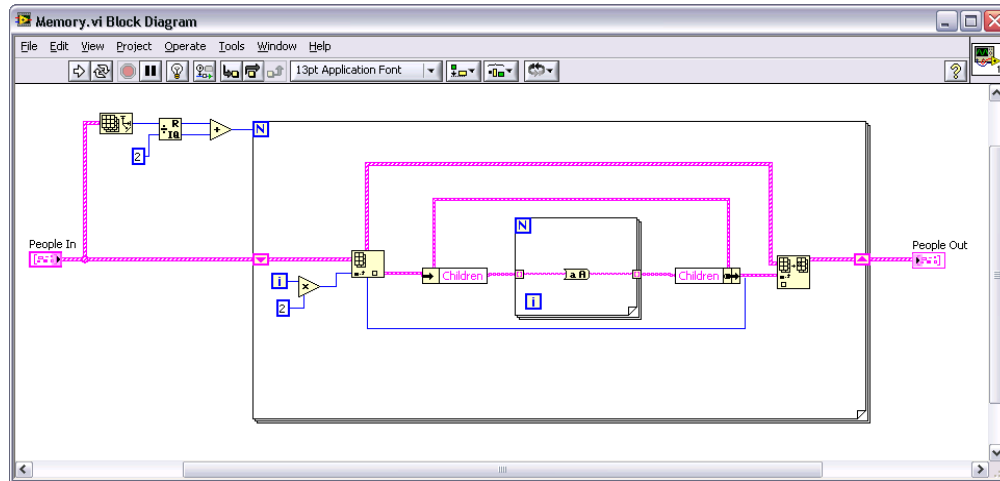 Memory.vi Block Diagram
File Edit View Project Operate Tools Window Help
13pt Application Font
R
IQ
+
N
2
N
People In
People Out
Children
a A
Children
i
x
2
i